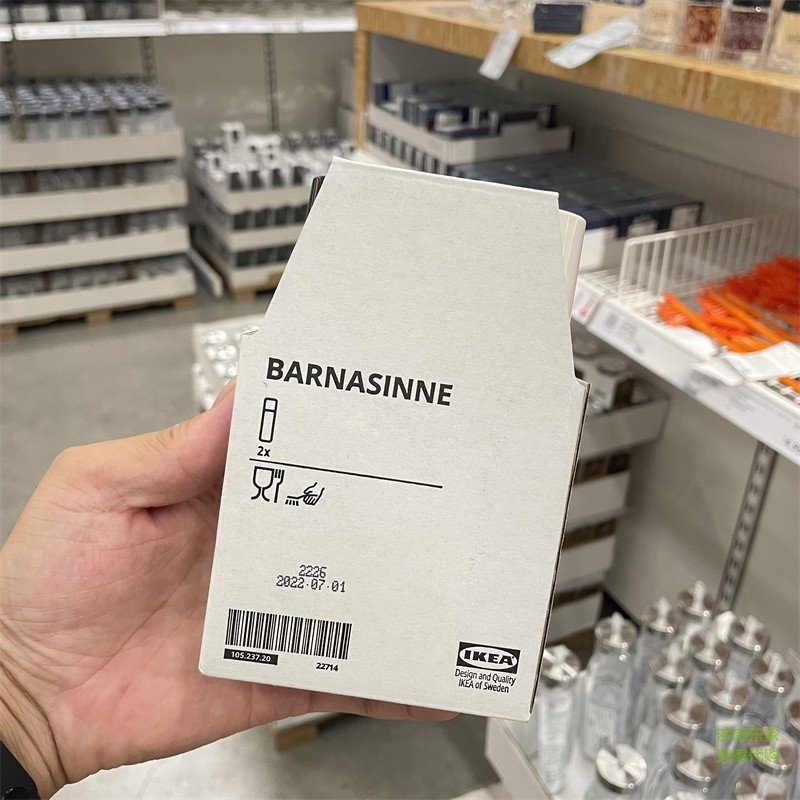 BARNASINNE
2x
2226
2022-07-01
105.237.20
22714
IKEA
Design and Quality
IKEA of Sweden